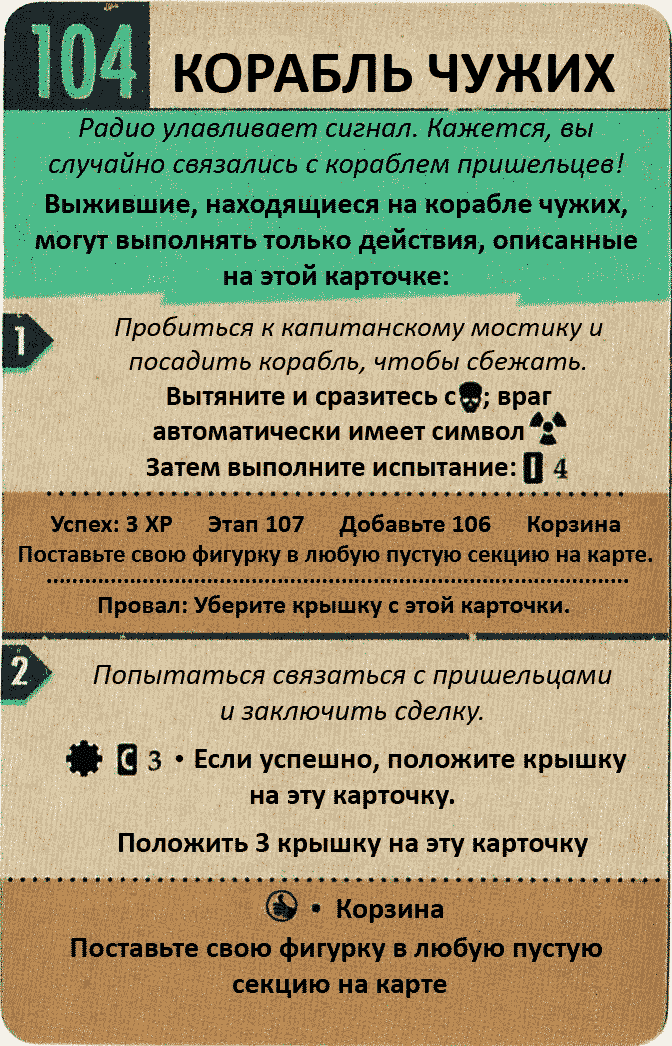 104
КОРАБЛЬ ЧУЖИХ
Радио улавливает сигнал. Кажется, вы
случайно связались с кораблем пришельцев!
Выжившие, находящиеся на корабле чужих,
могут выполнять только действия, описанные
на этой карточке:
1
Пробиться к капитанскому мостику и
посадить корабль, чтобы сбежать.
Вытяните и сразитесь с ; враг
автоматически имеет символ
Затем выполните испытание: I 4
Успех: 3 XP Этап 107 Добавьте 106 Корзина
Поставьте свою фигурку в любую пустую секцию на карте.
Провал: Уберите крышку с этой карточки.
2
Попытаться связаться с пришельцами
и заключить сделку.
C 3 • Если успешно, положите крышку
на эту карточку.
Положить 3 крышку на эту карточку
• Корзина
Поставьте свою фигурку в любую пустую
секцию на карте